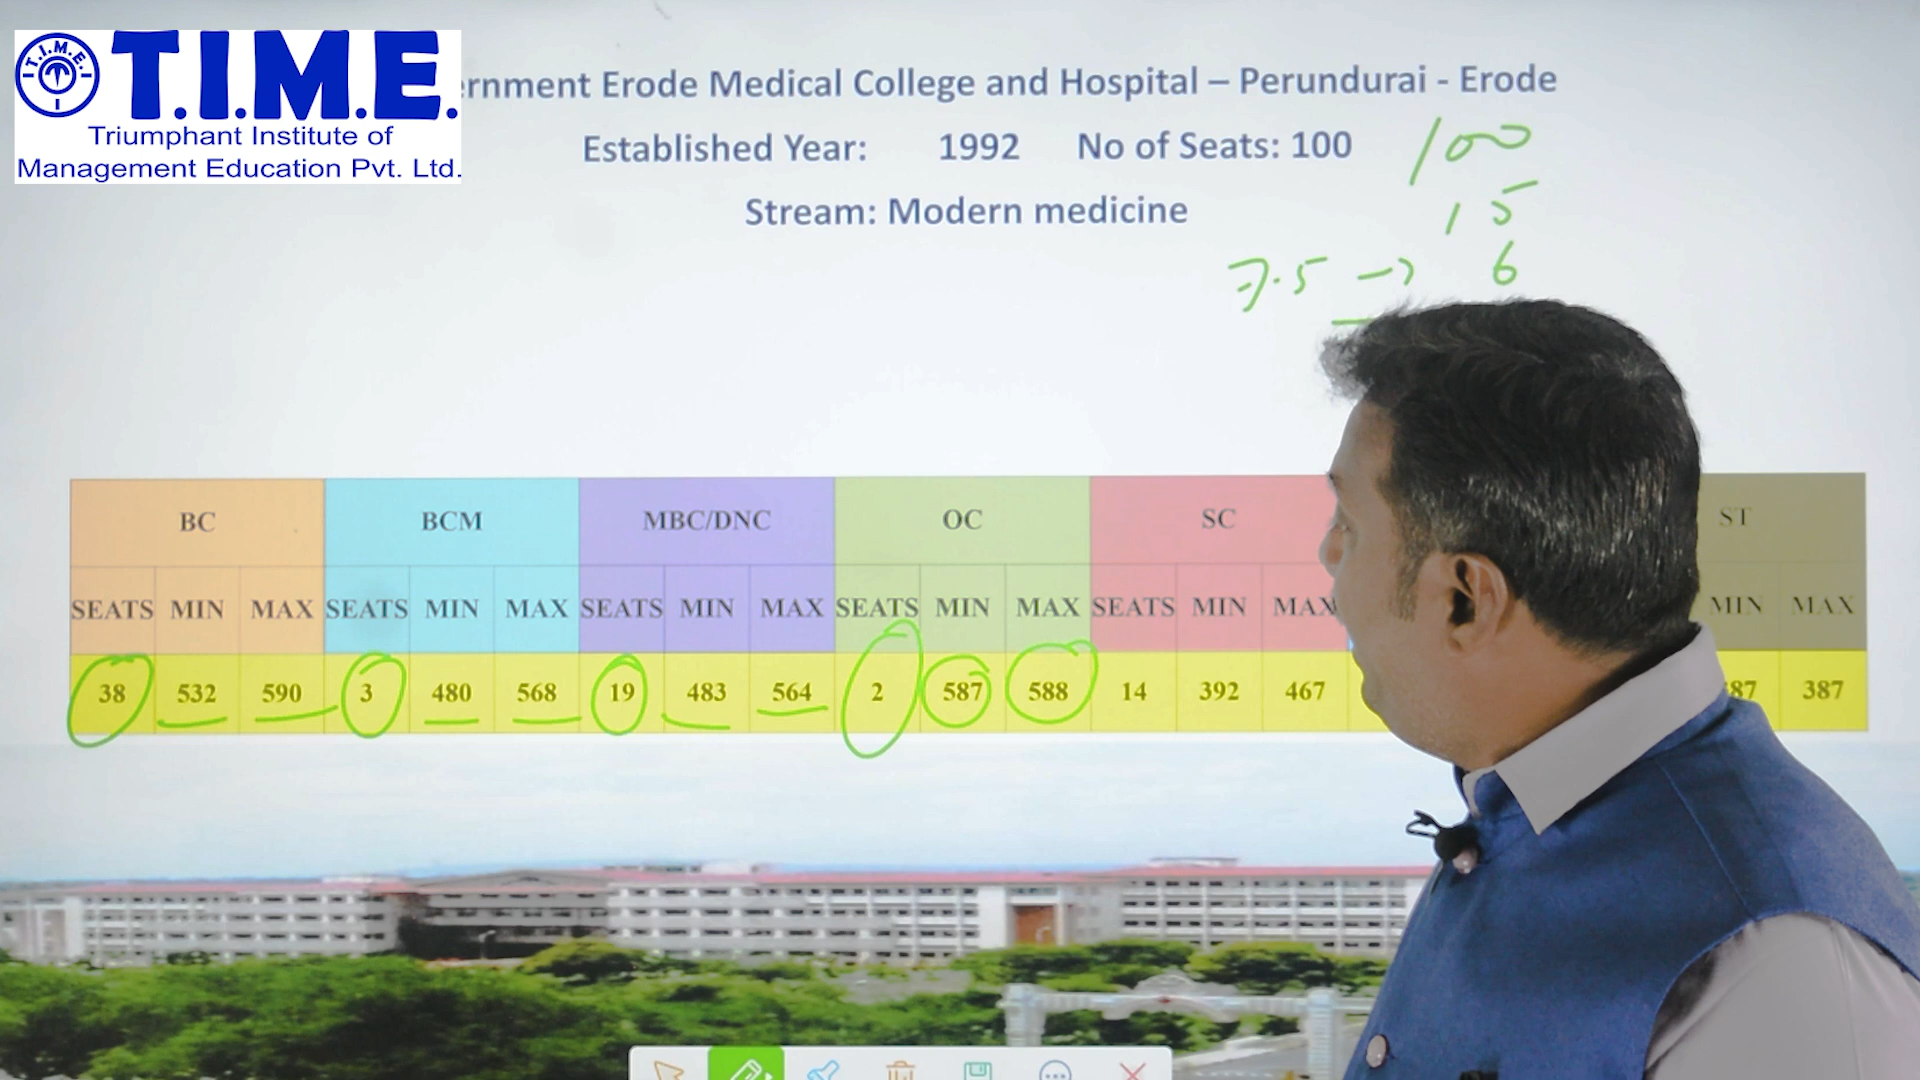 T.I.M.E.
T.I.M.E.
Triumphant Institute of
Management Education Pvt. Ltd.
Erode Medical College and Hospital – Perundurai - Erode
Established Year: 1992 No of Seats: 100
Stream: Modern medicine
100
15
7.5 → 6
BC BCM MBC/DNC OC SC ST
SEATS MIN MAX SEATS MIN MAX SEATS MIN MAX SEATS MIN MAX SEATS MIN MAX MIN MAX
38 532 590 3 480 568 19 483 564 2 587 588 14 392 467 387